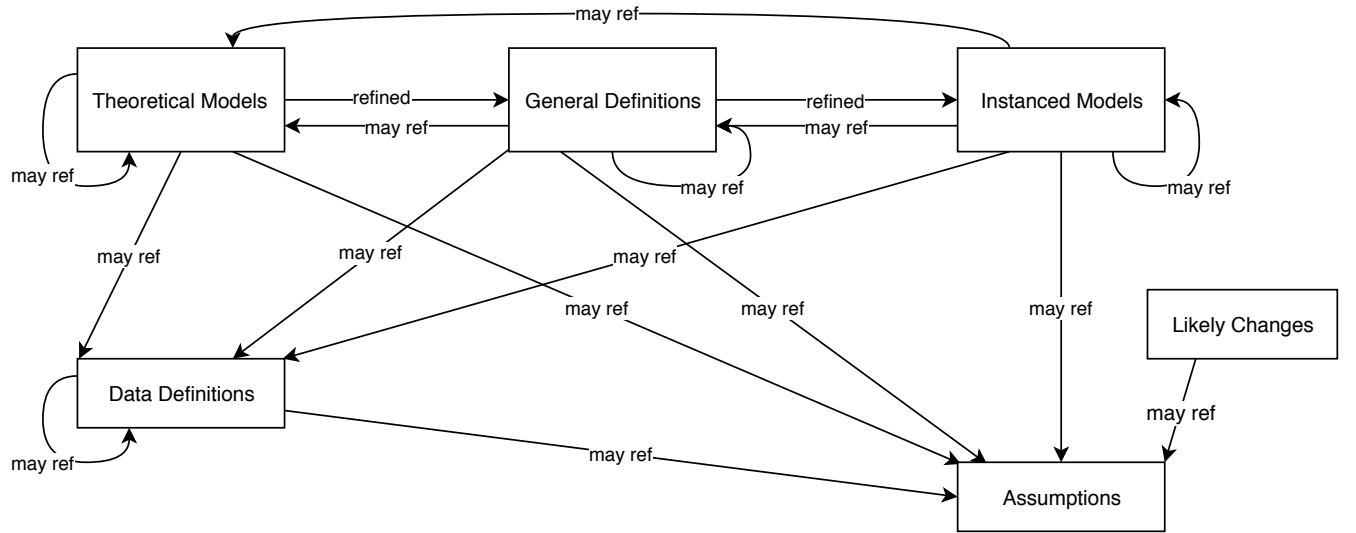 may ref
Theoretical Models
refined
General Definitions
refined
Instanced Models
may ref
may ref
may ref
may ref
may ref
may ref
may ref
may ref
may ref
may ref
may ref
may ref
Likely Changes
Data Definitions
may ref
may ref
may ref
Assumptions